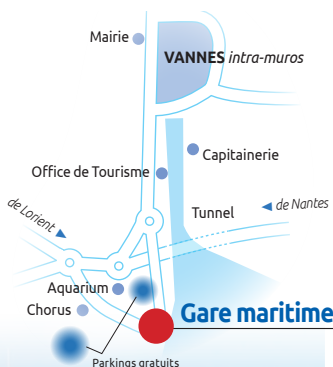 Mairie
VANNES intra-muros
Capitainerie
Office de Tourisme
de Lorient
Tunnel
de Nantes
Aquarium
Chorus
Gare maritime
Parkings gratuits